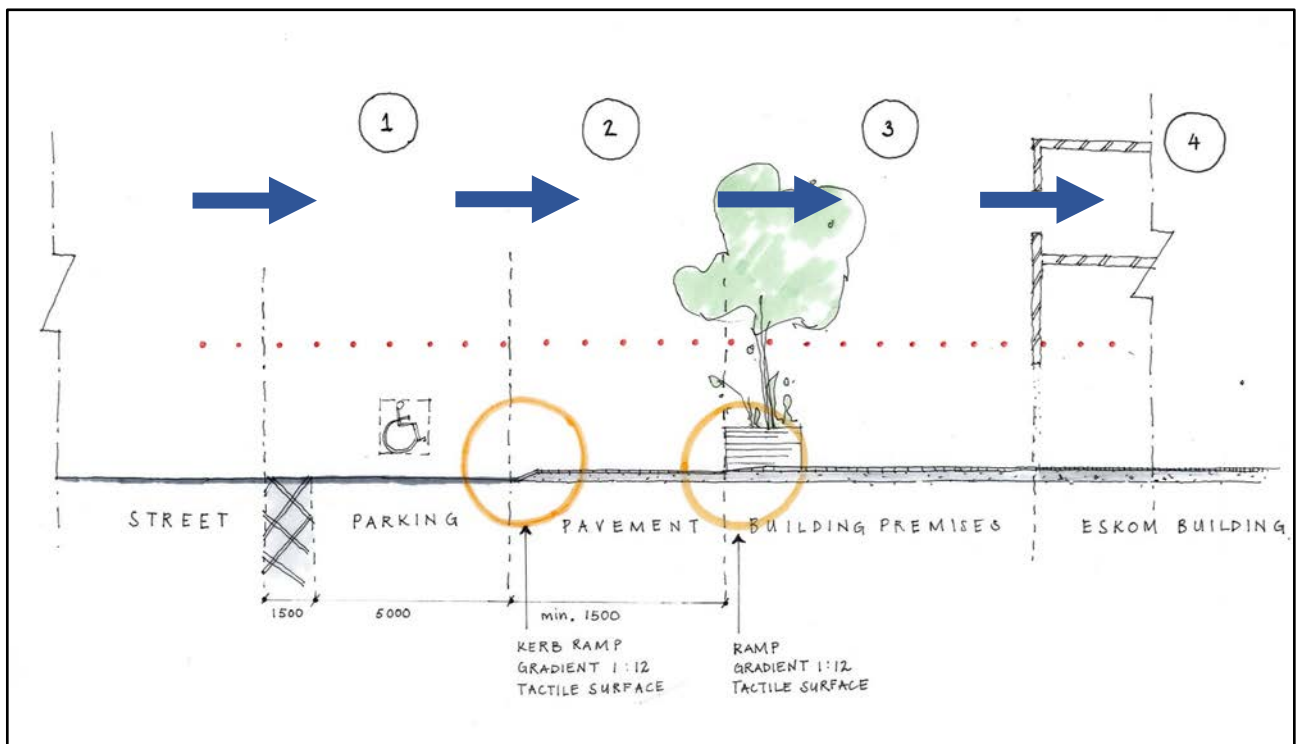 1
2
3
4
STREET
PARKING
PAVEMENT
BUILDING PREMISES
ESKOM BUILDING.
1500
5000
min. 1500
KERB RAMP
GRADIENT 1:12
TACTILE SURFACE
RAMP
GRADIENT 1:12
TACTILE SURFACE